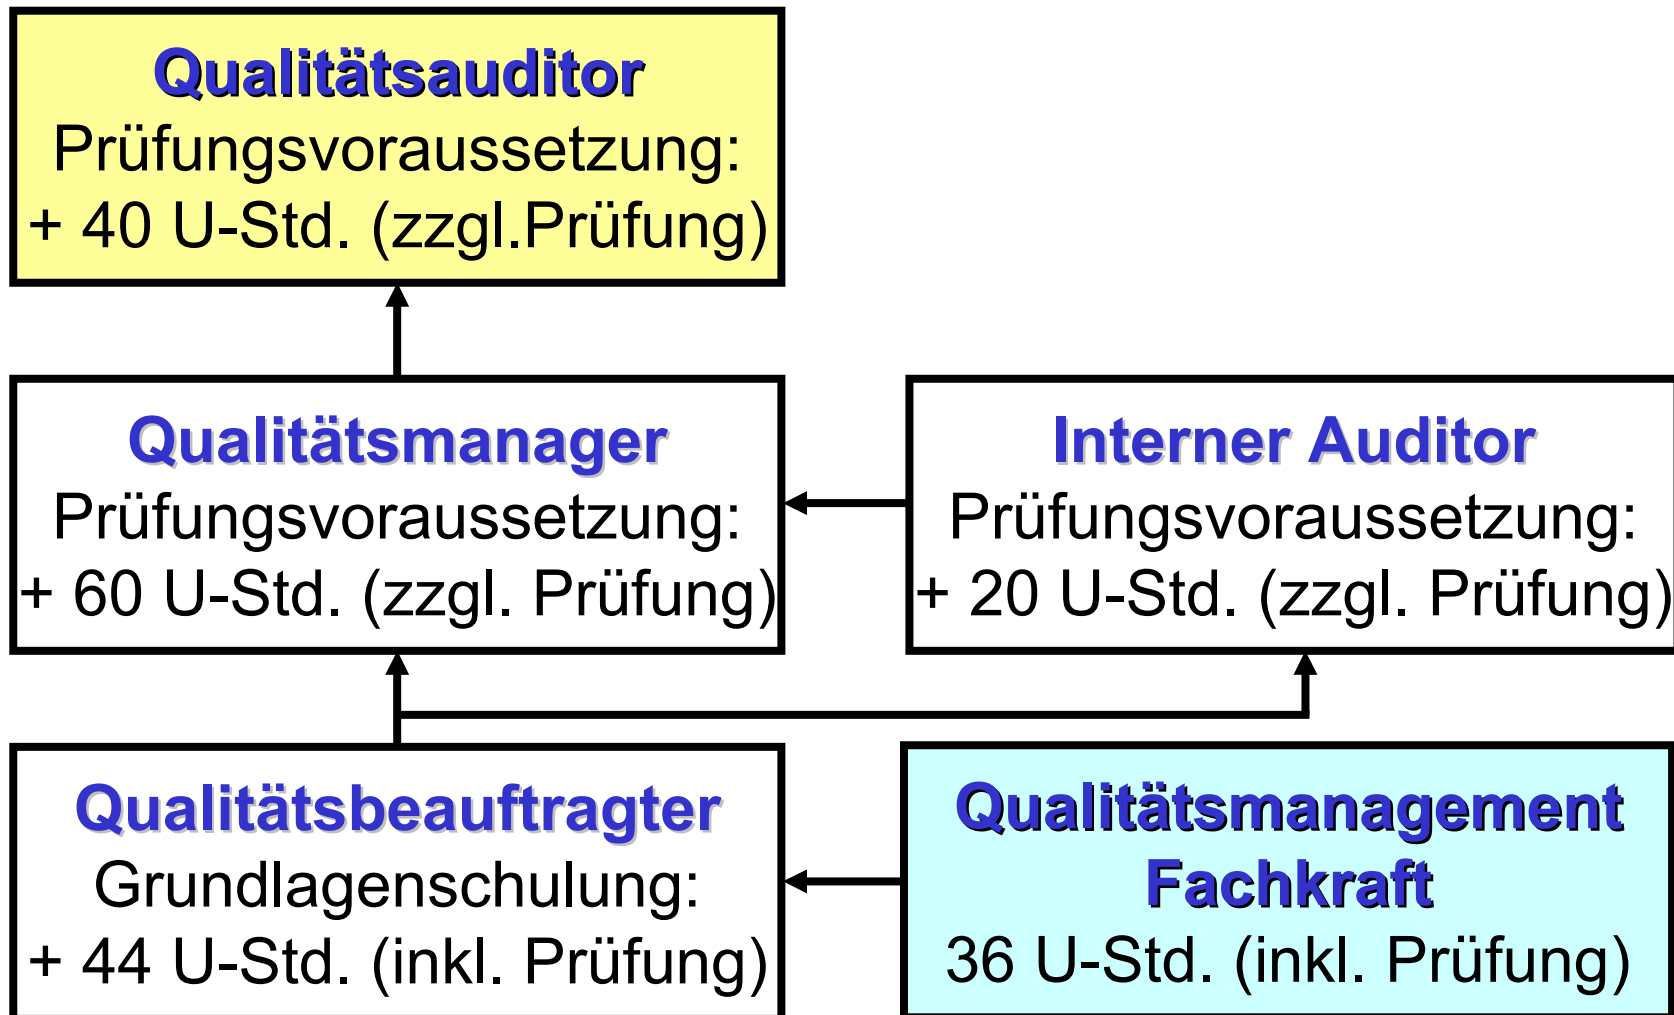 Qualitätsauditor
Prüfungsvoraussetzung:
+ 40 U-Std. (zzgl.Prüfung)
Qualitätsmanager
Prüfungsvoraussetzung:
+ 60 U-Std. (zzgl. Prüfung)
Interner Auditor
Prüfungsvoraussetzung:
+ 20 U-Std. (zzgl. Prüfung)
Qualitätsbeauftragter
Grundlagenschulung:
+ 44 U-Std. (inkl. Prüfung)
Qualitätsmanagement
Fachkraft
36 U-Std. (inkl. Prüfung)